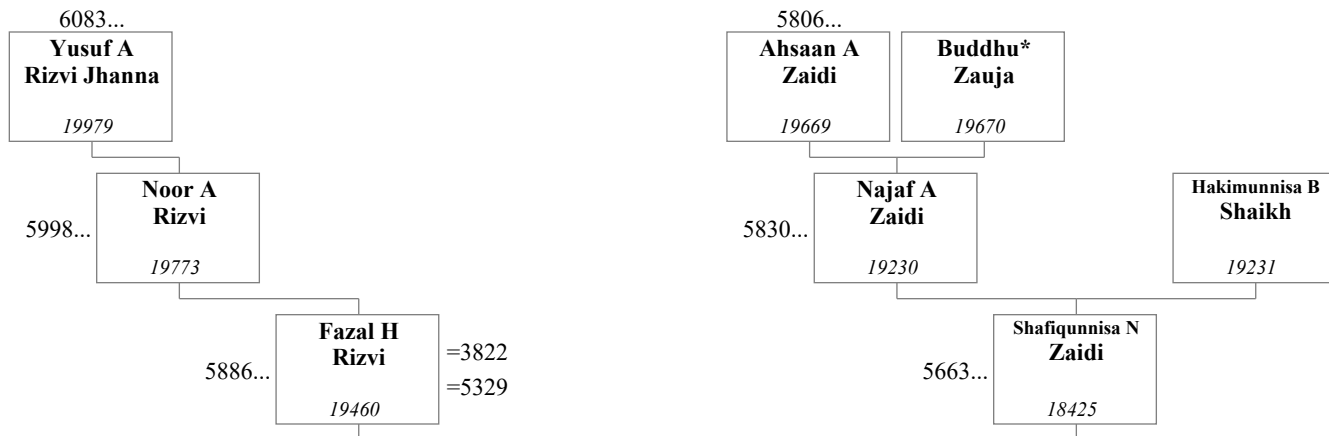 6083...
Yusuf A
Rizvi Jhanna
19979
5806...
Ahsaan A
Zaidi
19669
Buddhu*
Zauja
19670
5998...
Noor A
Rizvi
19773
5830...
Najaf A
Zaidi
19230
Hakimunnisa B
Shaikh
19231
5886...
Fazal H
Rizvi
19460
=3822
=5329
5663...
Shafiqunnisa N
Zaidi
18425